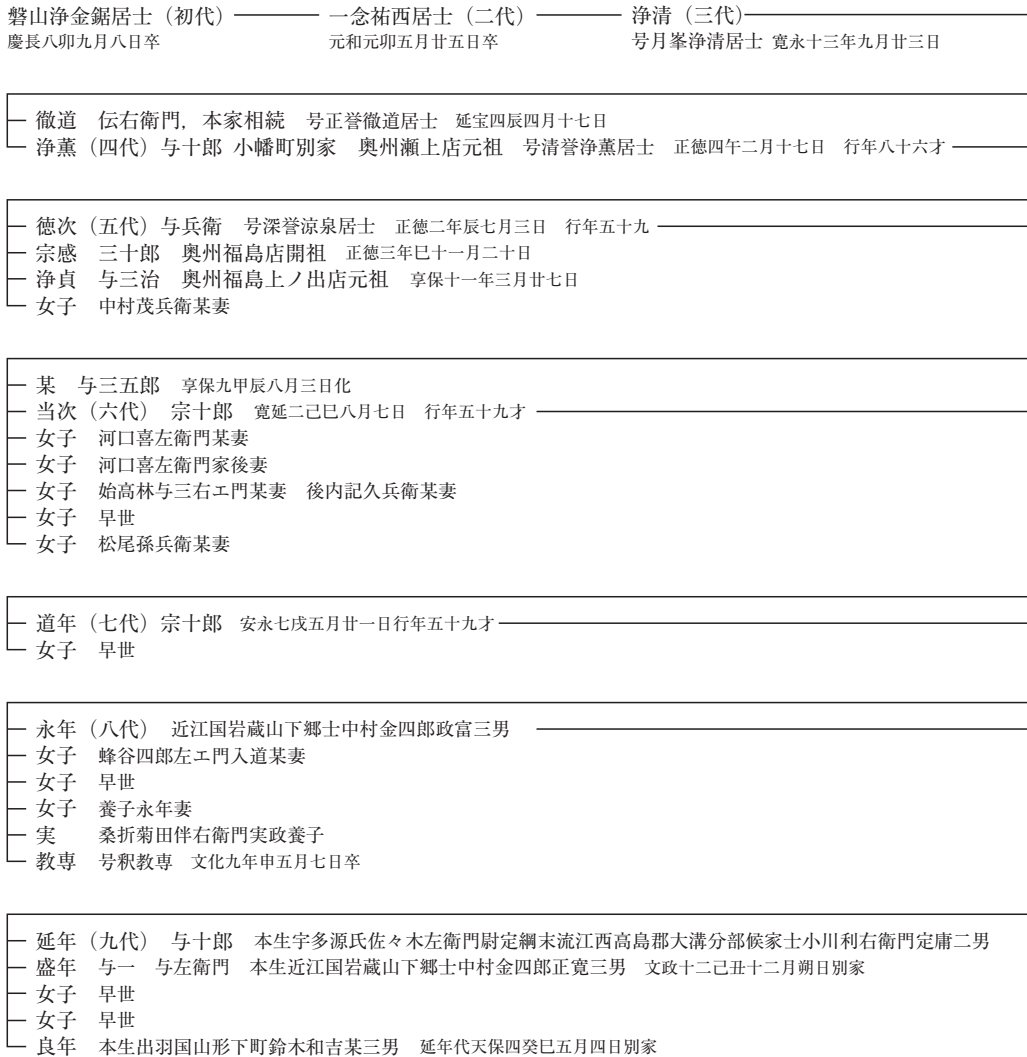 磐山浄金鋸居士（初代） 一念祐西居士（二代） 浄清（三代）
慶長八卯九月八日卒 元和元卯五月廿五日卒 号月峯浄清居士 寛永十三年九月廿三日
徹道　伝右衛門，本家相続　号正誉徹道居士　延宝四辰四月十七日
浄薫（四代）与十郎 小幡町別家　奥州瀬上店元祖　号清誉浄薫居士　正徳四午二月十七日　行年八十六才
徳次（五代）与兵衛　号深誉涼泉居士　正徳二年辰七月三日　行年五十九
宗感　三十郎　奥州福島店開祖　正徳三年巳十一月二十日
浄貞　与三治　奥州福島上ノ出店元祖　享保十一年三月廿七日
女子　中村茂兵衛某妻
某　与三五郎　享保九甲辰八月三日化
当次（六代）　宗十郎　寛延二己巳八月七日　行年五十九才
女子　河口喜左衛門某妻
女子　河口喜左衛門家後妻
女子　始高林与三右エ門某妻　後内記久兵衛某妻
女子　早世
女子　松尾孫兵衛某妻
道年（七代）宗十郎　安永七戌五月廿一日行年五十九才
女子　早世
永年（八代）　近江国岩蔵山下郷士中村金四郎政富三男
女子　蜂谷四郎左エ門入道某妻
女子　早世
女子　養子永年妻
実　桑折菊田伴右衛門実政養子
教専　号釈教専　文化九年申五月七日卒
延年（九代）　与十郎　本生宇多源氏佐々木左衛門尉定綱末流江西高島郡大溝分部候家士小川利右衛門定庸二男
盛年　与一　与左衛門　本生近江国岩蔵山下郷士中村金四郎正寛三男　文政十二己丑十二月朔日別家
女子　早世
女子　早世
良年　本生出羽国山形下町鈴木和吉某三男　延年代天保四癸巳五月四日別家